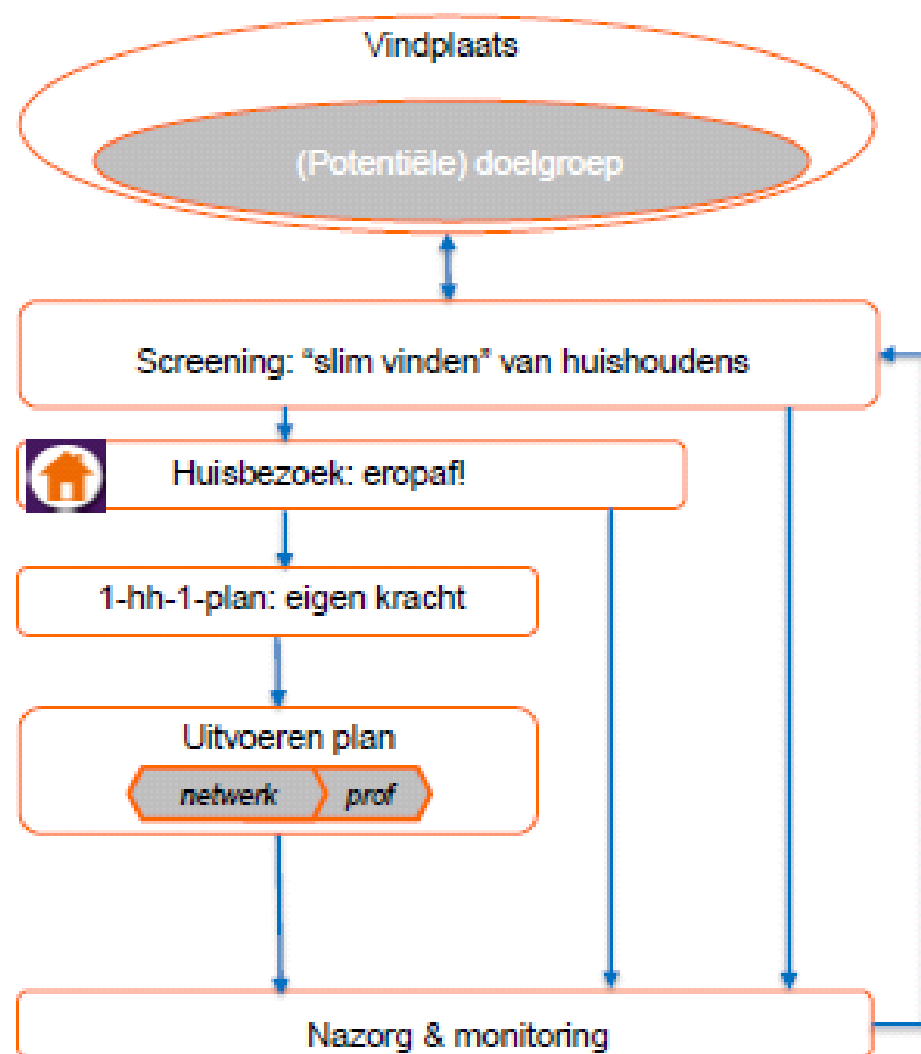 Vindplaats
(Potentiële) doelgroep
Screening: “slim vinden” van huishoudens
Huisbezoek: eropaf!
1-hh-1-plan: eigen kracht
Uitvoeren plan
netwerk
prof
Nazorg & monitoring